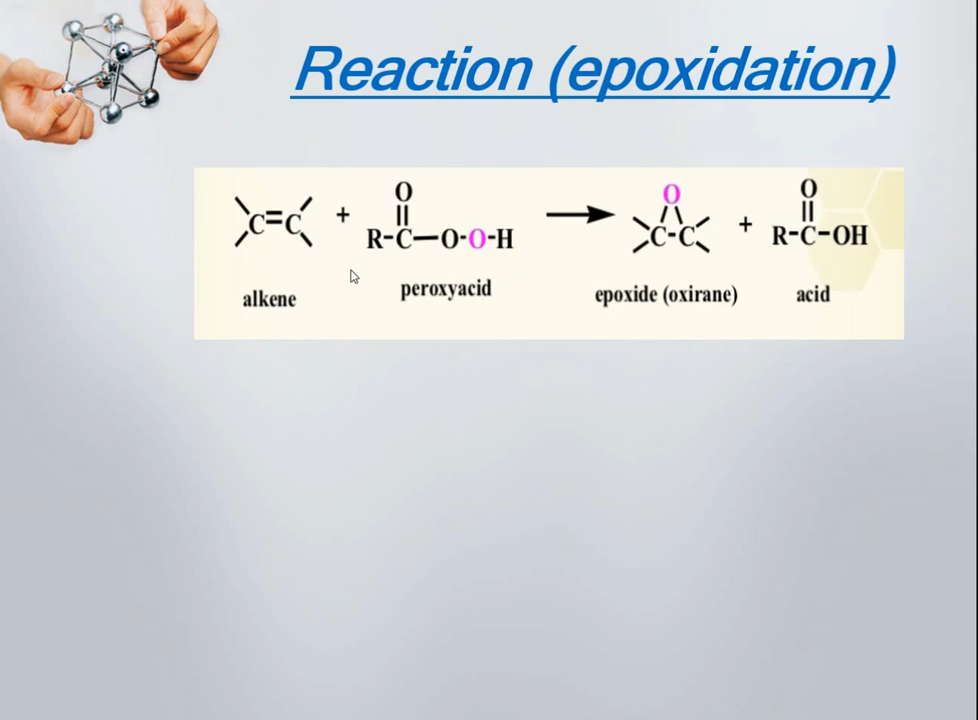 Reaction (epoxidation)
O O O
C=C + || /\ + ||
R-C—O-O-H C-C R-C-OH
alkene peroxyacid epoxide (oxirane) acid